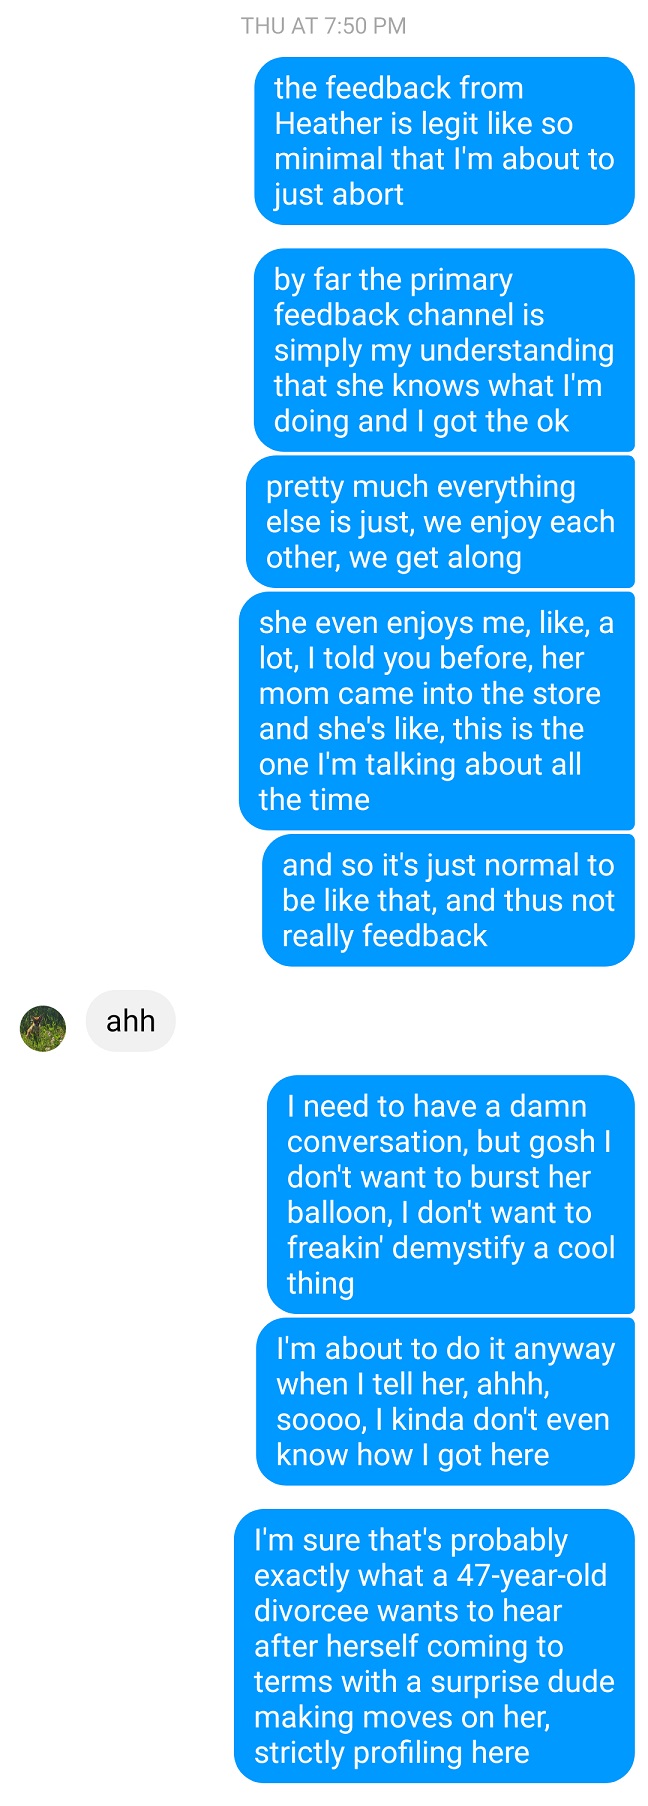 THU AT 7:50 PM
the feedback from
Heather is legit like so
minimal that I'm about to
just abort
by far the primary
feedback channel is
simply my understanding
that she knows what I'm
doing and I got the ok
pretty much everything
else is just, we enjoy each
other, we get along
she even enjoys me, like, a
lot, I told you before, her
mom came into the store
and she's like, this is the
one I'm talking about all
the time
and so it's just normal to
be like that, and thus not
really feedback
ahh
I need to have a damn
conversation, but gosh I
don't want to burst her
balloon, I don't want to
freakin' demystify a cool
thing
I'm about to do it anyway
when I tell her, ahhh,
soooo, I kinda don't even
know how I got here
I'm sure that's probably
exactly what a 47-year-old
divorcee wants to hear
after herself coming to
terms with a surprise dude
making moves on her,
strictly profiling here